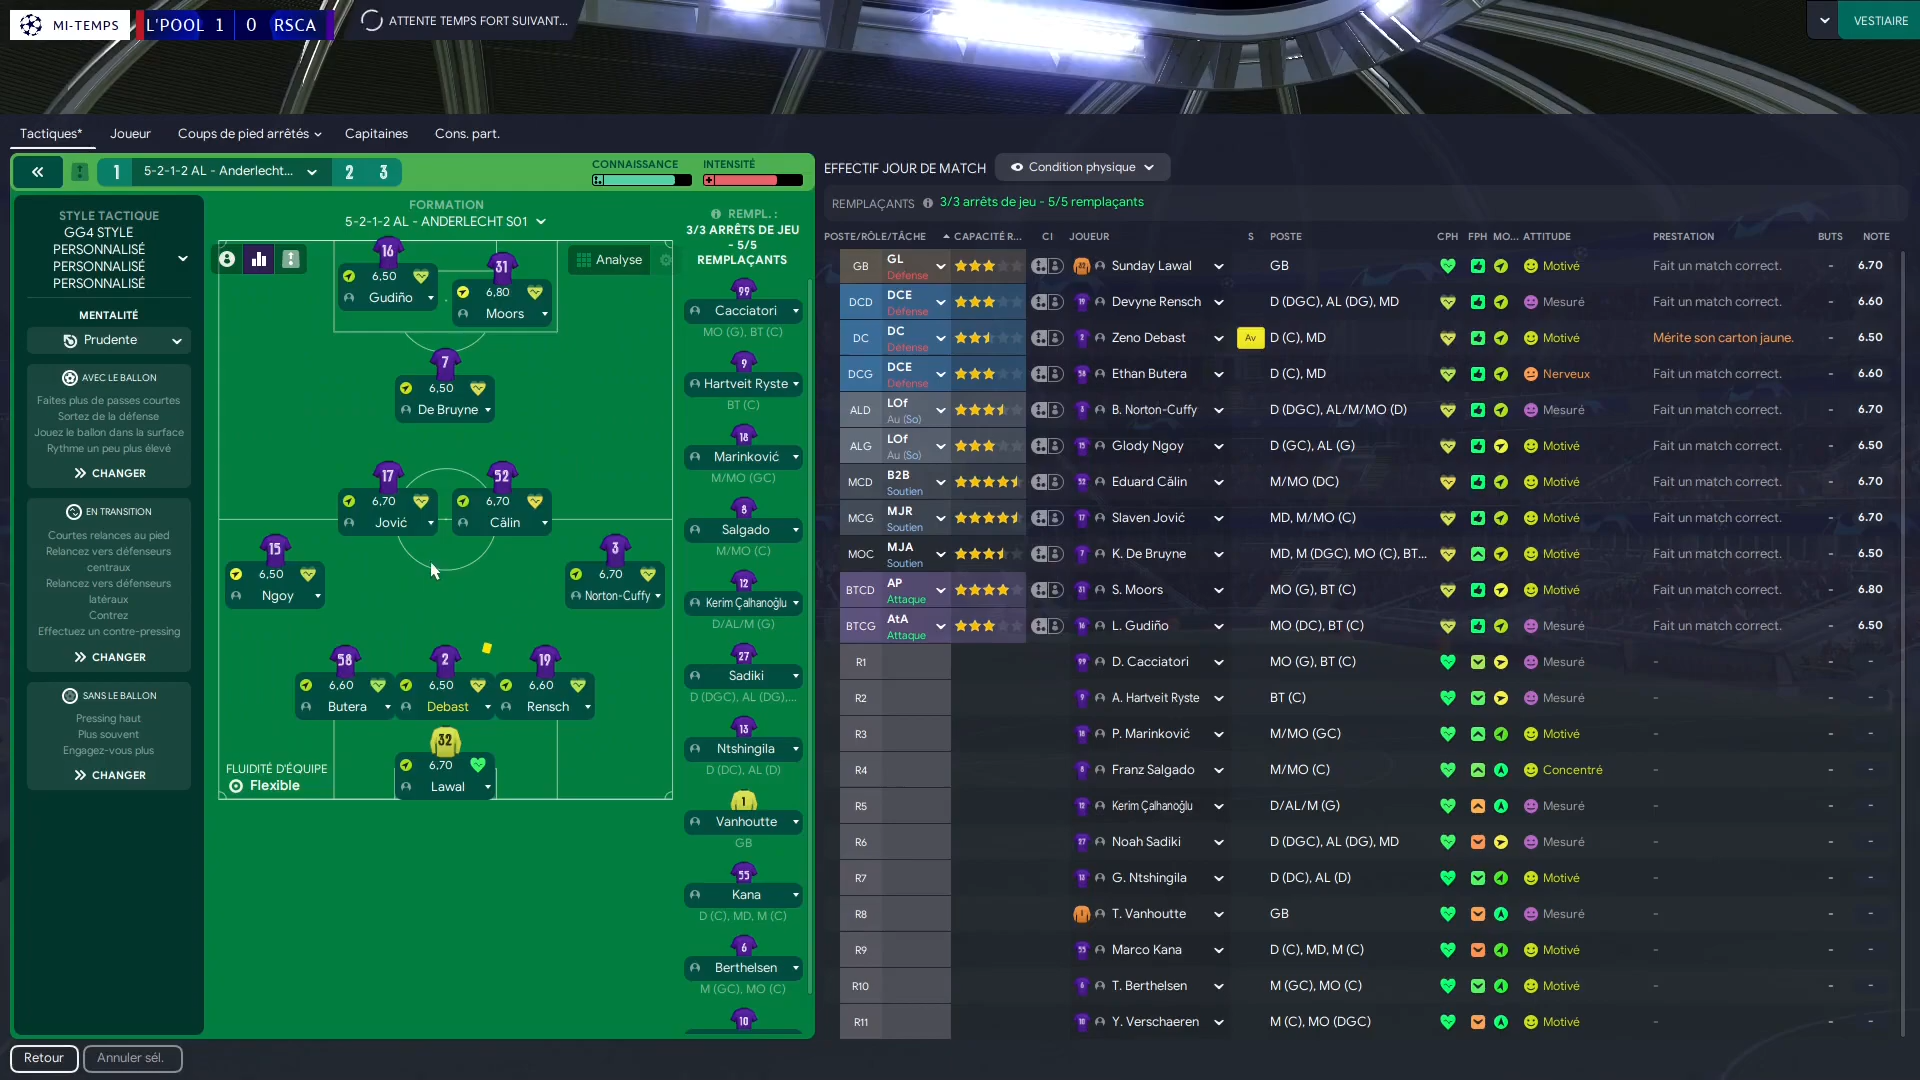 MI-TEMPS L'POOL 1 0 RSCA ATTENTE TEMPS FORT SUIVANT... VESTIAIRE
Tactiques* Joueur Coups de pied arrêtés Capitaines Cons. part.
1 5-2-1-2 AL - Anderlecht... 2 3
CONNAISSANCE INTENSITÉ
STYLE TACTIQUE
GG4 STYLE
PERSONNALISÉ
PERSONNALISÉ
PERSONNALISÉ
MENTALITÉ
Prudente
AVEC LE BALLON
Faites plus de passes courtes
Sortez de la défense
Jouez le ballon dans la surface
Rythme un peu plus élevé
CHANGER
EN TRANSITION
Courtes relances au pied
Relancez vers défenseurs
centraux
Relancez vers défenseurs
latéraux
Contrez
Effectuez un contre-pressing
CHANGER
SANS LE BALLON
Pressing haut
Plus souvent
Engagez-vous plus
CHANGER
FORMATION
5-2-1-2 AL - ANDERLECHT S01
Analyse
16
6,50
Gudiño
31
6,80
Moors
7
6,50
De Bruyne
17
6,70
Jović
52
6,70
Călin
15
6,50
Ngoy
3
6,70
Norton-Cuffy
58
6,60
Butera
2
6,50
Debast
19
6,60
Rensch
32
6,70
Lawal
FLUIDITÉ D'ÉQUIPE
Flexible
REMPL. :
3/3 ARRÊTS DE JEU
- 5/5
REMPLAÇANTS
99
Cacciatori
MO (G), BT (C)
9
Hartveit Ryste
BT (C)
18
Marinković
M/MO (GC)
8
Salgado
M/MO (C)
12
Kerim Çalhanoğlu
D/AL/M (G)
27
Sadiki
D (DGC), AL (DG),...
13
Ntshingila
D (DC), AL (D)
1
Vanhoutte
GB
55
Kana
D (C), MD, M (C)
6
Berthelsen
M (GC), MO (C)
10
EFFECTIF JOUR DE MATCH Condition physique
REMPLAÇANTS 3/3 arrêts de jeu - 5/5 remplaçants
POSTE/RÔLE/TÂCHE CAPACITÉ R... CI JOUEUR S POSTE CPH FPH MO... ATTITUDE PRESTATION BUTS NOTE
GB GL Défense Sunday Lawal GB Motivé Fait un match correct. - 6.70
DCD DCE Défense Devyne Rensch D (DGC), AL (DG), MD Mesuré Fait un match correct. - 6.60
DC DC Défense Zeno Debast Av D (C), MD Motivé Mérite son carton jaune. - 6.50
DCG DCE Défense Ethan Butera D (C), MD Nerveux Fait un match correct. - 6.60
ALD LOf Au (So) B. Norton-Cuffy D (DGC), AL/M/MO (D) Mesuré Fait un match correct. - 6.70
ALG LOf Au (So) Glody Ngoy D (GC), AL (G) Motivé Fait un match correct. - 6.50
MCD B2B Soutien Eduard Călin M/MO (DC) Motivé Fait un match correct. - 6.70
MCG MJR Soutien Slaven Jović MD, M/MO (C) Motivé Fait un match correct. - 6.70
MOC MJA Soutien K. De Bruyne MD, M (DGC), MO (C), BT... Motivé Fait un match correct. - 6.50
BTCD AP Attaque S. Moors MO (G), BT (C) Motivé Fait un match correct. - 6.80
BTCG AtA Attaque L. Gudiño MO (DC), BT (C) Mesuré Fait un match correct. - 6.50
R1 D. Cacciatori MO (G), BT (C) Mesuré - - -
R2 A. Hartveit Ryste BT (C) Mesuré - - -
R3 P. Marinković M/MO (GC) Motivé - - -
R4 Franz Salgado M/MO (C) Concentré - - -
R5 Kerim Çalhanoğlu D/AL/M (G) Mesuré - - -
R6 Noah Sadiki D (DGC), AL (DG), MD Mesuré - - -
R7 G. Ntshingila D (DC), AL (D) Motivé - - -
R8 T. Vanhoutte GB Mesuré - - -
R9 Marco Kana D (C), MD, M (C) Motivé - - -
R10 T. Berthelsen M (GC), MO (C) Motivé - - -
R11 Y. Verschaeren M (C), MO (DGC) Motivé - - -
Retour Annuler sél.